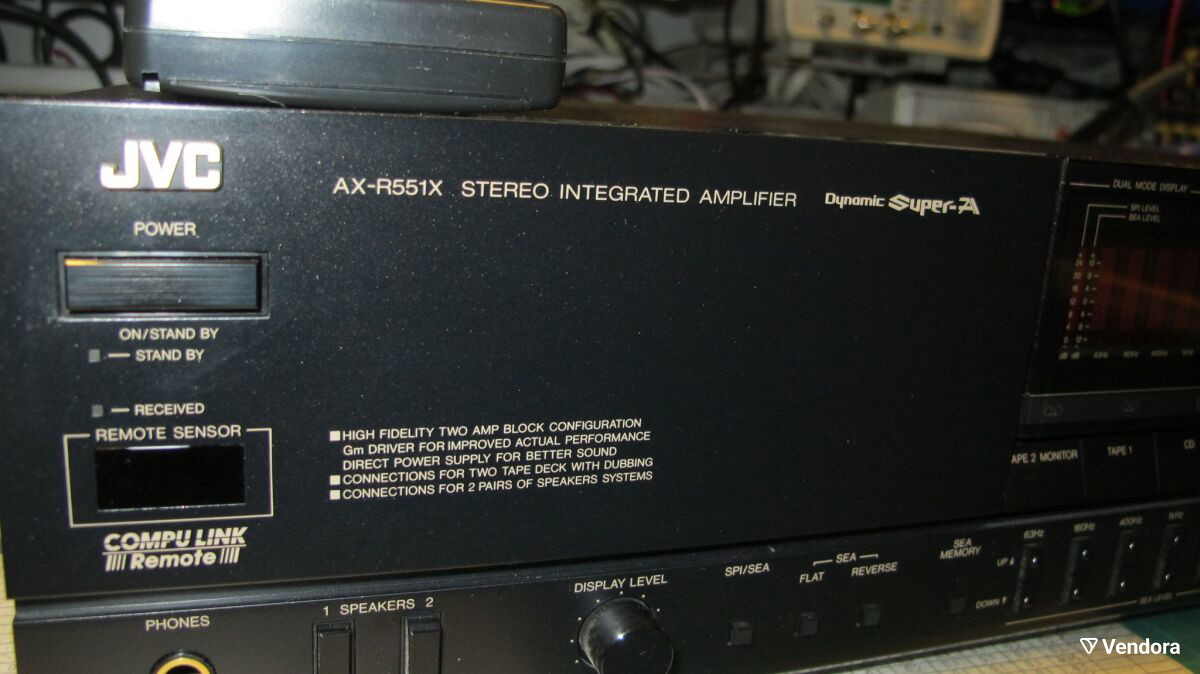 JVC
AX-R551X STEREO INTEGRATED AMPLIFIER
Dynamic Super-A
DUAL MODE DISPLAY
SPI LEVEL
SEA LEVEL
POWER
ON/STAND BY
STAND BY
RECEIVED
REMOTE SENSOR
COMPU LINK
Remote
HIGH FIDELITY TWO AMP BLOCK CONFIGURATION
Gm DRIVER FOR IMPROVED ACTUAL PERFORMANCE
DIRECT POWER SUPPLY FOR BETTER SOUND
CONNECTIONS FOR TWO TAPE DECK WITH DUBBING
CONNECTIONS FOR 2 PAIRS OF SPEAKERS SYSTEMS
63Hz 160Hz 400Hz
APE 2 MONITOR
TAPE 1
CD
PHONES
1 SPEAKERS 2
DISPLAY LEVEL
SPI/SEA
SEA
FLAT REVERSE
SEA
MEMORY
63Hz 160Hz 400Hz 1kHz
UP
DOWN
SEA LEVEL
Vendora